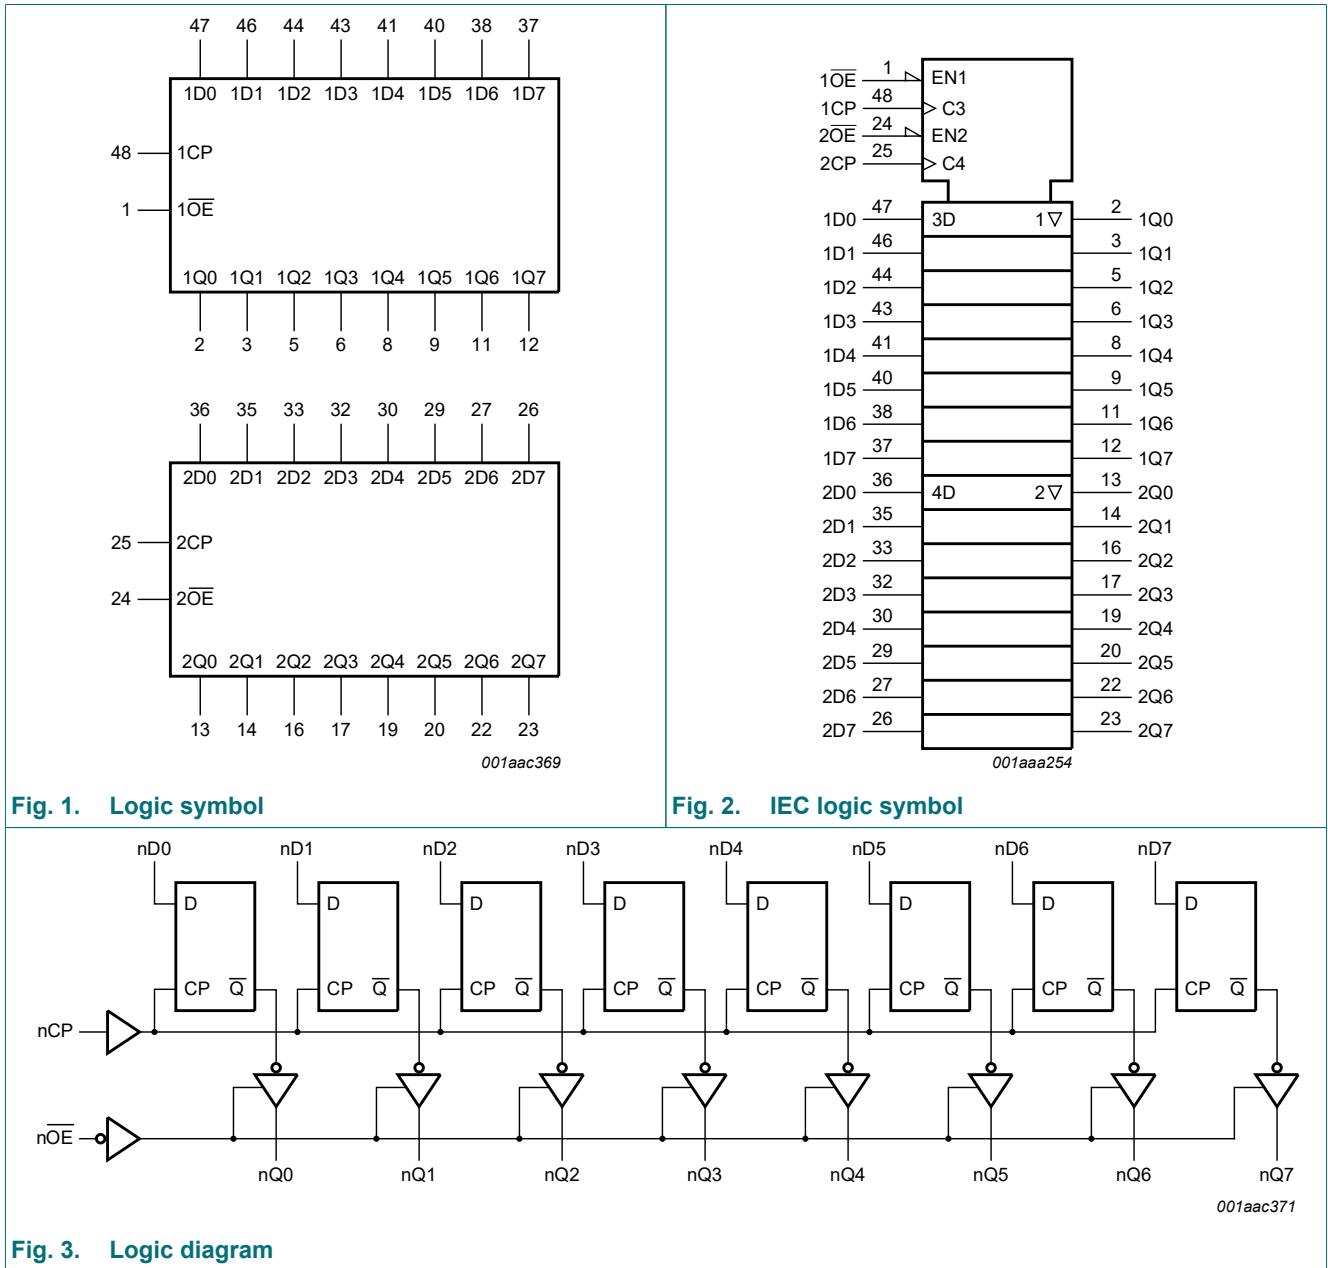 47 46 44 43 41 40 38 37
1D0 1D1 1D2 1D3 1D4 1D5 1D6 1D7
48 1CP
1 1O̅E̅
1Q0 1Q1 1Q2 1Q3 1Q4 1Q5 1Q6 1Q7
2 3 5 6 8 9 11 12
36 35 33 32 30 29 27 26
2D0 2D1 2D2 2D3 2D4 2D5 2D6 2D7
25 2CP
24 2O̅E̅
2Q0 2Q1 2Q2 2Q3 2Q4 2Q5 2Q6 2Q7
13 14 16 17 19 20 22 23
001aac369
Fig. 1. Logic symbol
1O̅E̅ 1 EN1
1CP 48 C3
2O̅E̅ 24 EN2
2CP 25 C4
1D0 47 3D 1▽ 2 1Q0
1D1 46 3 1Q1
1D2 44 5 1Q2
1D3 43 6 1Q3
1D4 41 8 1Q4
1D5 40 9 1Q5
1D6 38 11 1Q6
1D7 37 12 1Q7
2D0 36 4D 2▽ 13 2Q0
2D1 35 14 2Q1
2D2 33 16 2Q2
2D3 32 17 2Q3
2D4 30 19 2Q4
2D5 29 20 2Q5
2D6 27 22 2Q6
2D7 26 23 2Q7
001aaa254
Fig. 2. IEC logic symbol
nD0 nD1 nD2 nD3 nD4 nD5 nD6 nD7
D D D D D D D D
CP Q̅ CP Q̅ CP Q̅ CP Q̅ CP Q̅ CP Q̅ CP Q̅ CP Q̅
nCP
nO̅E̅
nQ0 nQ1 nQ2 nQ3 nQ4 nQ5 nQ6 nQ7
001aac371
Fig. 3. Logic diagram